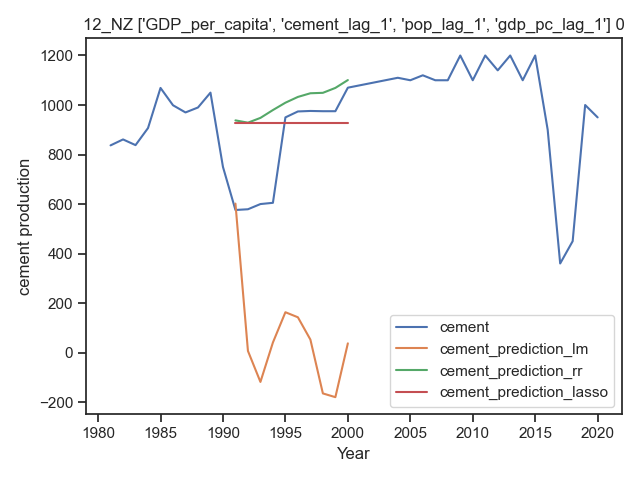 12_NZ ['GDP_per_capita', 'cement_lag_1', 'pop_lag_1', 'gdp_pc_lag_1'] 0
1200
1000
800
600
400
200
0
−200
cement production
cement
cement_prediction_lm
cement_prediction_rr
cement_prediction_lasso
1980 1985 1990 1995 2000 2005 2010 2015 2020
Year